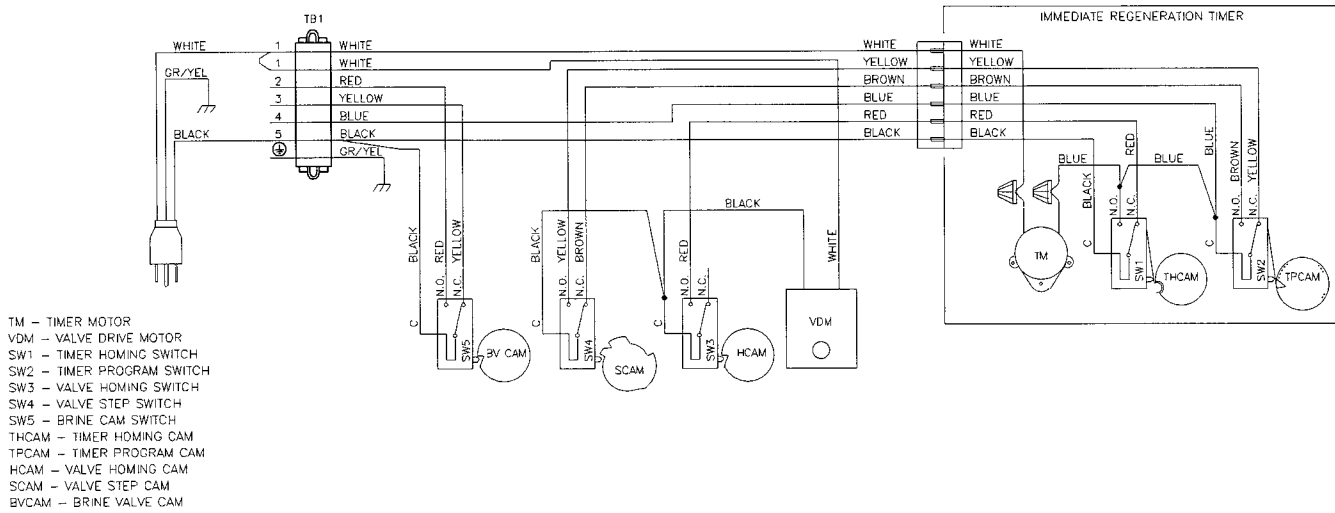 IMMEDIATE REGENERATION TIMER
TB1
WHITE 1 WHITE WHITE WHITE
1 WHITE YELLOW YELLOW
GR/YEL 2 RED BROWN BROWN
3 YELLOW BLUE BLUE
4 BLUE RED RED
BLACK 5 BLACK BLACK BLACK
GR/YEL
BLUE RED BLUE BLUE BROWN YELLOW
BLACK N.O. N.C. N.O. N.C.
BLACK
BLACK RED YELLOW BLACK YELLOW BROWN RED WHITE
N.O. N.C. N.O. N.C. N.O. N.C.
C TM C SW1 THCAM C SW2 TPCAM
C SW5 BV CAM C SW4 SCAM C SW3 HCAM VDM
TM – TIMER MOTOR
VDM – VALVE DRIVE MOTOR
SW1 – TIMER HOMING SWITCH
SW2 – TIMER PROGRAM SWITCH
SW3 – VALVE HOMING SWITCH
SW4 – VALVE STEP SWITCH
SW5 – BRINE CAM SWITCH
THCAM – TIMER HOMING CAM
TPCAM – TIMER PROGRAM CAM
HCAM – VALVE HOMING CAM
SCAM – VALVE STEP CAM
BVCAM – BRINE VALVE CAM